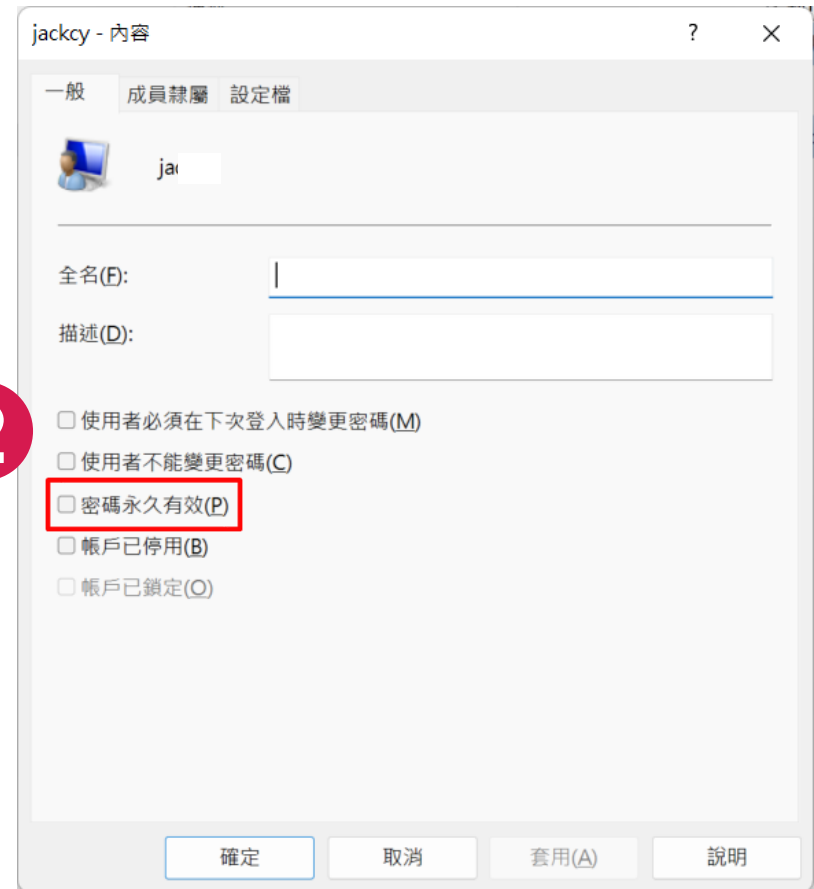 jackcy - 內容 ?
一般 成員隸屬 設定檔
jac
全名(F):
描述(D):
2
使用者必須在下次登入時變更密碼(M)
使用者不能變更密碼(C)
密碼永久有效(P)
帳戶已停用(B)
帳戶已鎖定(O)
確定 取消 套用(A) 說明